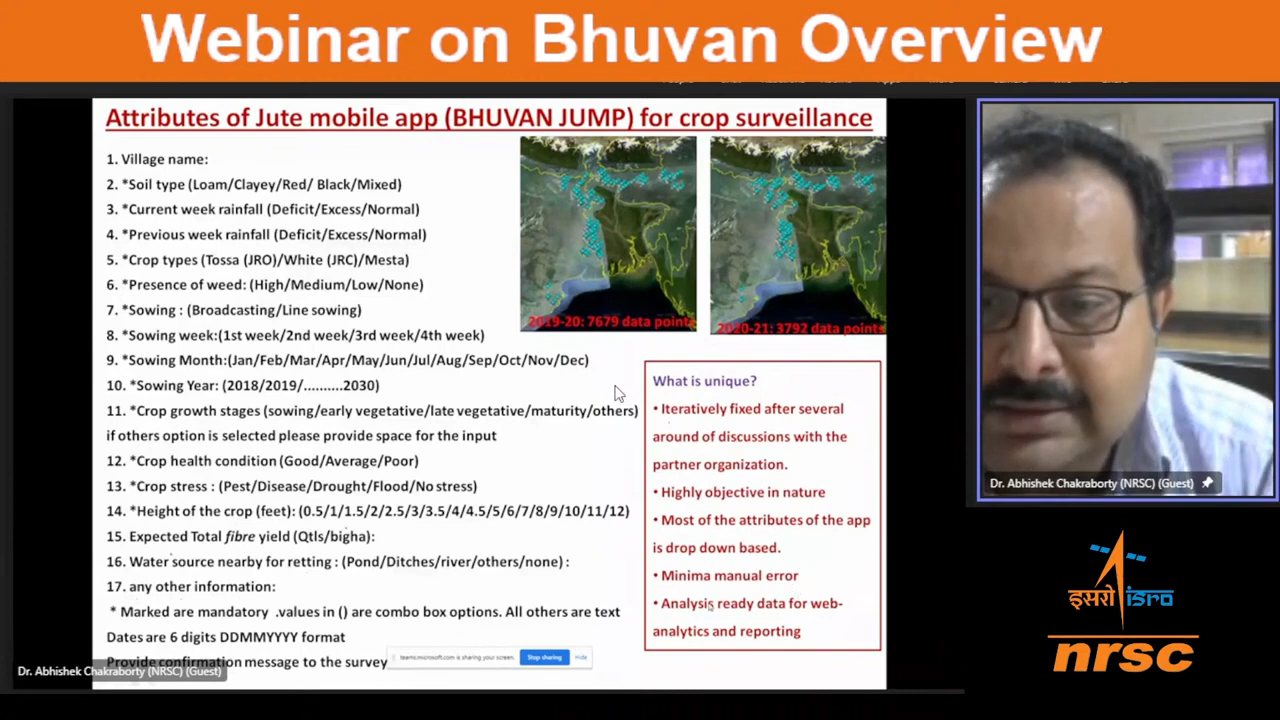 Webinar on Bhuvan Overview
Attributes of Jute mobile app (BHUVAN JUMP) for crop surveillance
1. Village name:
2. *Soil type (Loam/Clayey/Red/ Black/Mixed)
3. *Current week rainfall (Deficit/Excess/Normal)
4. *Previous week rainfall (Deficit/Excess/Normal)
5. *Crop types (Tossa (JRO)/White (JRC)/Mesta)
6. *Presence of weed: (High/Medium/Low/None)
7. *Sowing : (Broadcasting/Line sowing)
8. *Sowing week:(1st week/2nd week/3rd week/4th week)
9. *Sowing Month:(Jan/Feb/Mar/Apr/May/Jun/Jul/Aug/Sep/Oct/Nov/Dec)
10. *Sowing Year: (2018/2019/..........2030)
11. *Crop growth stages (sowing/early vegetative/late vegetative/maturity/others)
if others option is selected please provide space for the input
12. *Crop health condition (Good/Average/Poor)
13. *Crop stress : (Pest/Disease/Drought/Flood/No stress)
14. *Height of the crop (feet): (0.5/1/1.5/2/2.5/3/3.5/4/4.5/5/6/7/8/9/10/11/12)
15. Expected Total fibre yield (Qtls/bigha):
16. Water source nearby for retting : (Pond/Ditches/river/others/none) :
17. any other information:
* Marked are mandatory .values in () are combo box options. All others are text
Dates are 6 digits DDMMYYYY format
Provide confirmation message to the survey
2019-20: 7679 data points
2020-21: 3792 data points
What is unique?
• Iteratively fixed after several
around of discussions with the
partner organization.
• Highly objective in nature
• Most of the attributes of the app
is drop down based.
• Minima manual error
• Analysis ready data for web-
analytics and reporting
teams.microsoft.com is sharing your screen.
Stop sharing
Hide
Dr. Abhishek Chakraborty (NRSC) (Guest)
Dr. Abhishek Chakraborty (NRSC) (Guest)
इसरो isro
nrsc